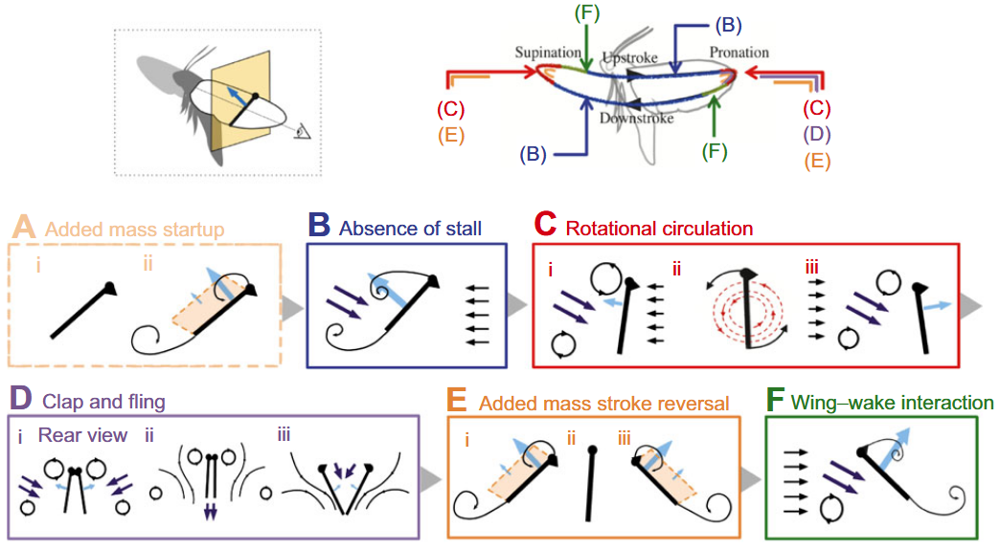 (F)
(B)
Supination
Upstroke
Pronation
(C)
(E)
(C)
(D)
(E)
Downstroke
(F)
(B)
A Added mass startup
i
ii
B Absence of stall
C Rotational circulation
i
ii
iii
D Clap and fling
i Rear view ii
iii
E Added mass stroke reversal
i
ii
iii
F Wing–wake interaction